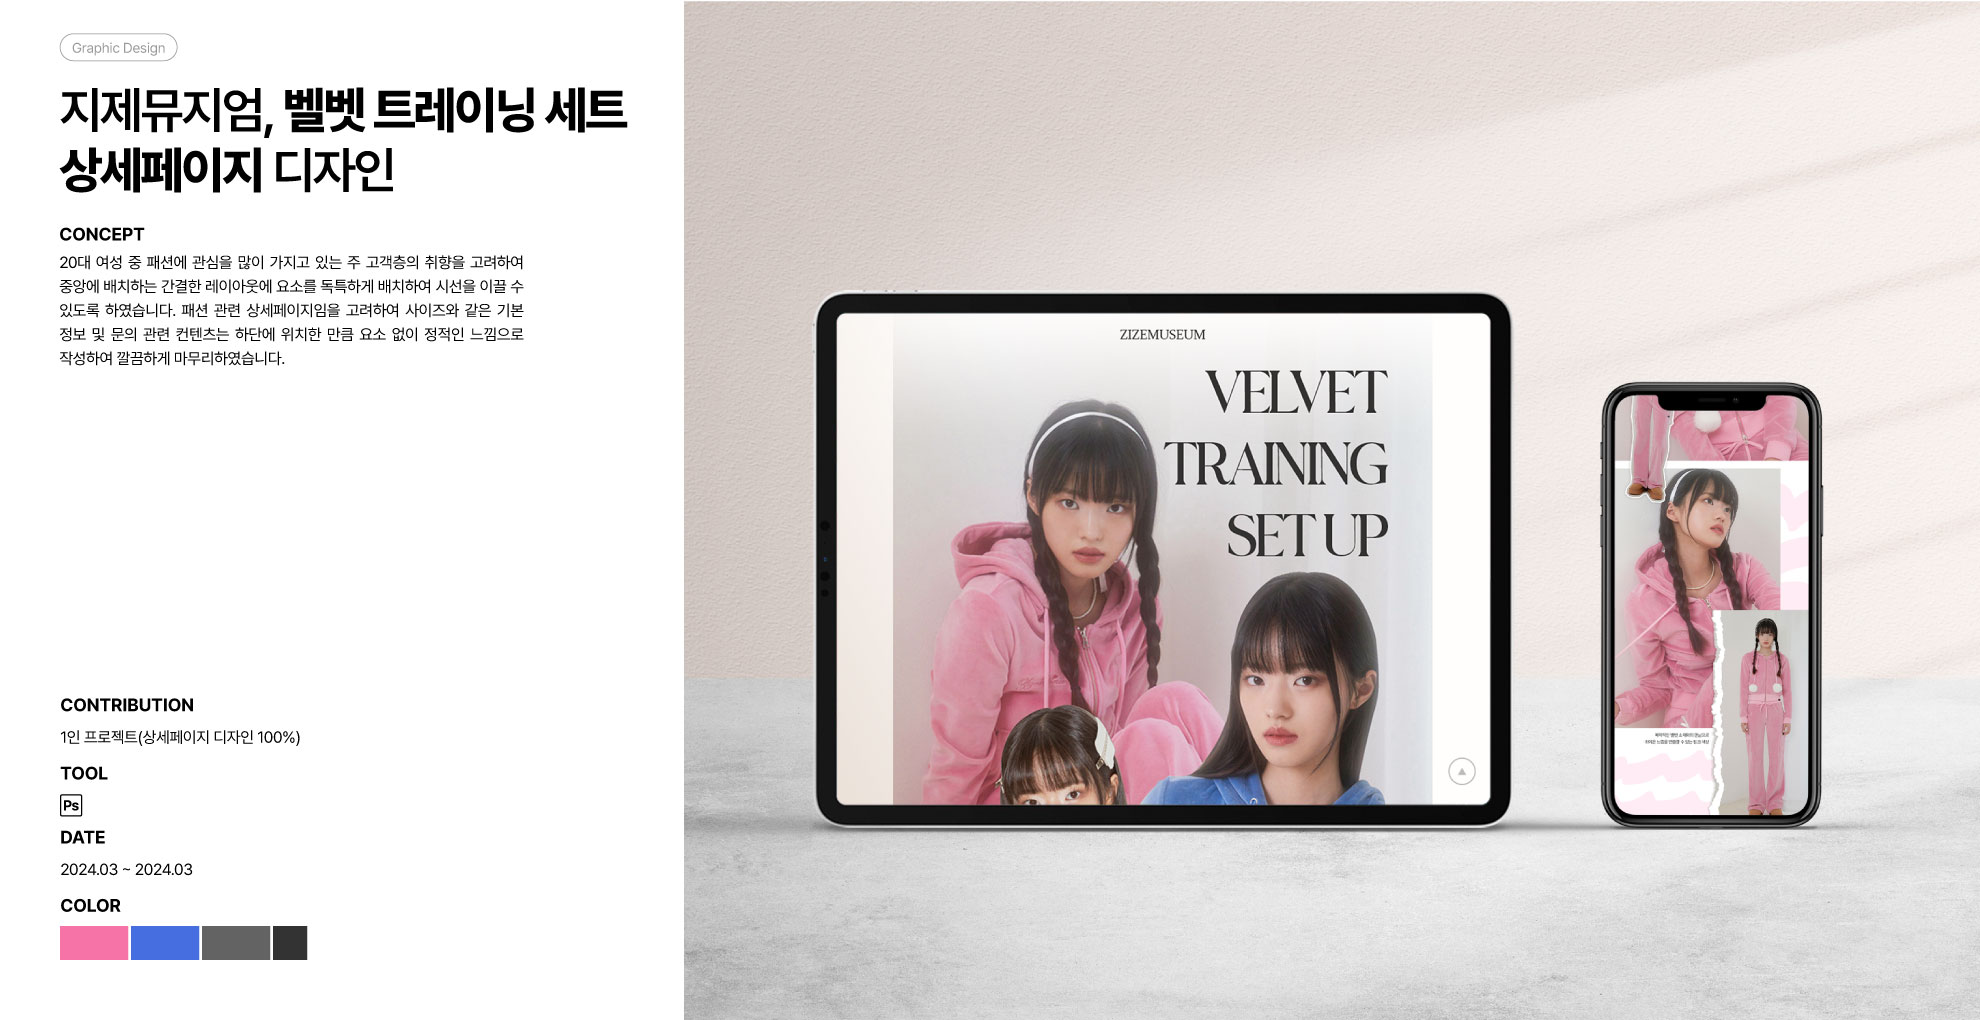 Graphic Design
지제뮤지엄, 벨벳 트레이닝 세트
상세페이지 디자인
CONCEPT
20대 여성 중 패션에 관심을 많이 가지고 있는 주 고객층의 취향을 고려하여
중앙에 배치하는 간결한 레이아웃에 요소를 독특하게 배치하여 시선을 이끌 수
있도록 하였습니다. 패션 관련 상세페이지임을 고려하여 사이즈와 같은 기본
정보 및 문의 관련 컨텐츠는 하단에 위치한 만큼 요소 없이 정적인 느낌으로
작성하여 깔끔하게 마무리하였습니다.
CONTRIBUTION
1인 프로젝트(상세페이지 디자인 100%)
TOOL
Ps
DATE
2024.03 ~ 2024.03
COLOR
ZIZEMUSEUM
VELVET
TRAINING
SET UP